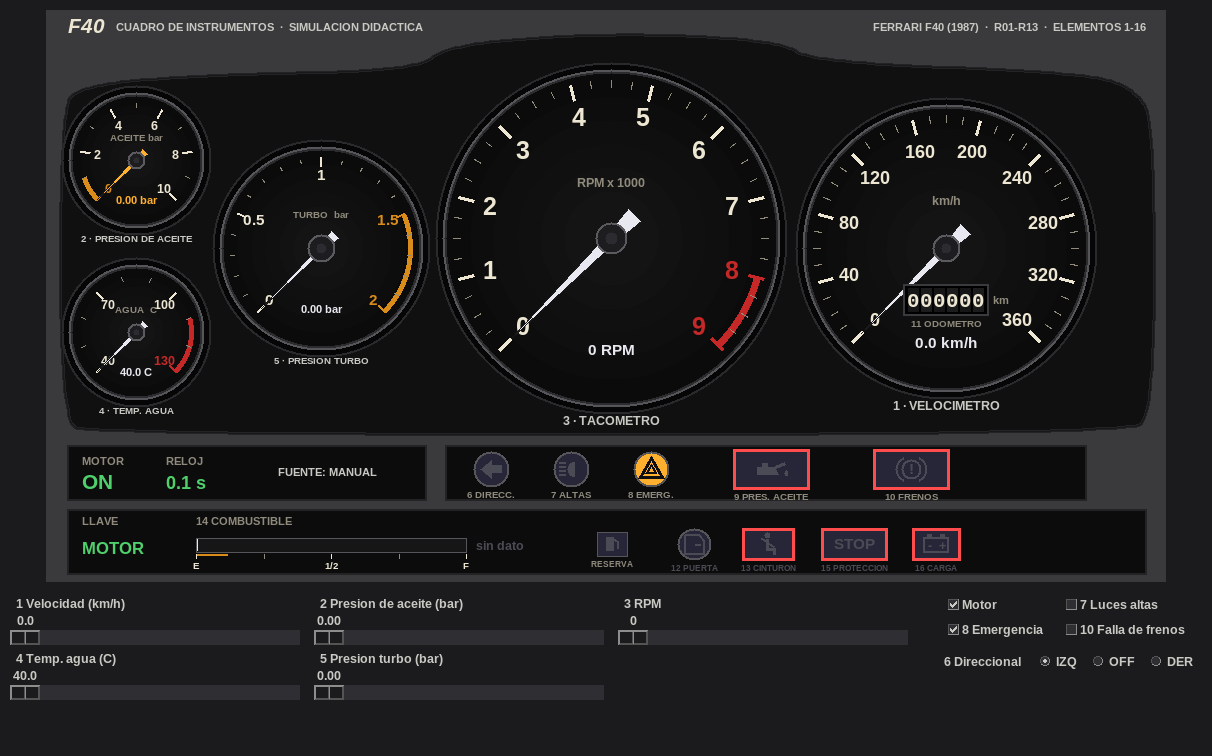 F40 CUADRO DE INSTRUMENTOS · SIMULACION DIDACTICA
FERRARI F40 (1987) · R01-R13 · ELEMENTOS 1-16
ACEITE bar
0 2 4 6 8 10
0.00 bar
2 · PRESION DE ACEITE
AGUA C
40 70 100 130
40.0 C
4 · TEMP. AGUA
TURBO bar
0 0.5 1 1.5 2
0.00 bar
5 · PRESION TURBO
RPM x 1000
0 1 2 3 4 5 6 7 8 9
0 RPM
3 · TACOMETRO
km/h
0 40 80 120 160 200 240 280 320 360
000000 km
11 ODOMETRO
0.0 km/h
1 · VELOCIMETRO
MOTOR
ON
RELOJ
0.1 s
FUENTE: MANUAL
6 DIRECC.
7 ALTAS
8 EMERG.
9 PRES. ACEITE
10 FRENOS
LLAVE
MOTOR
14 COMBUSTIBLE
sin dato
E 1/2 F
RESERVA
12 PUERTA
13 CINTURON
STOP
15 PROTECCION
16 CARGA
1 Velocidad (km/h)
0.0
2 Presion de aceite (bar)
0.00
3 RPM
0
4 Temp. agua (C)
40.0
5 Presion turbo (bar)
0.00
Motor
7 Luces altas
8 Emergencia
10 Falla de frenos
6 Direccional IZQ OFF DER